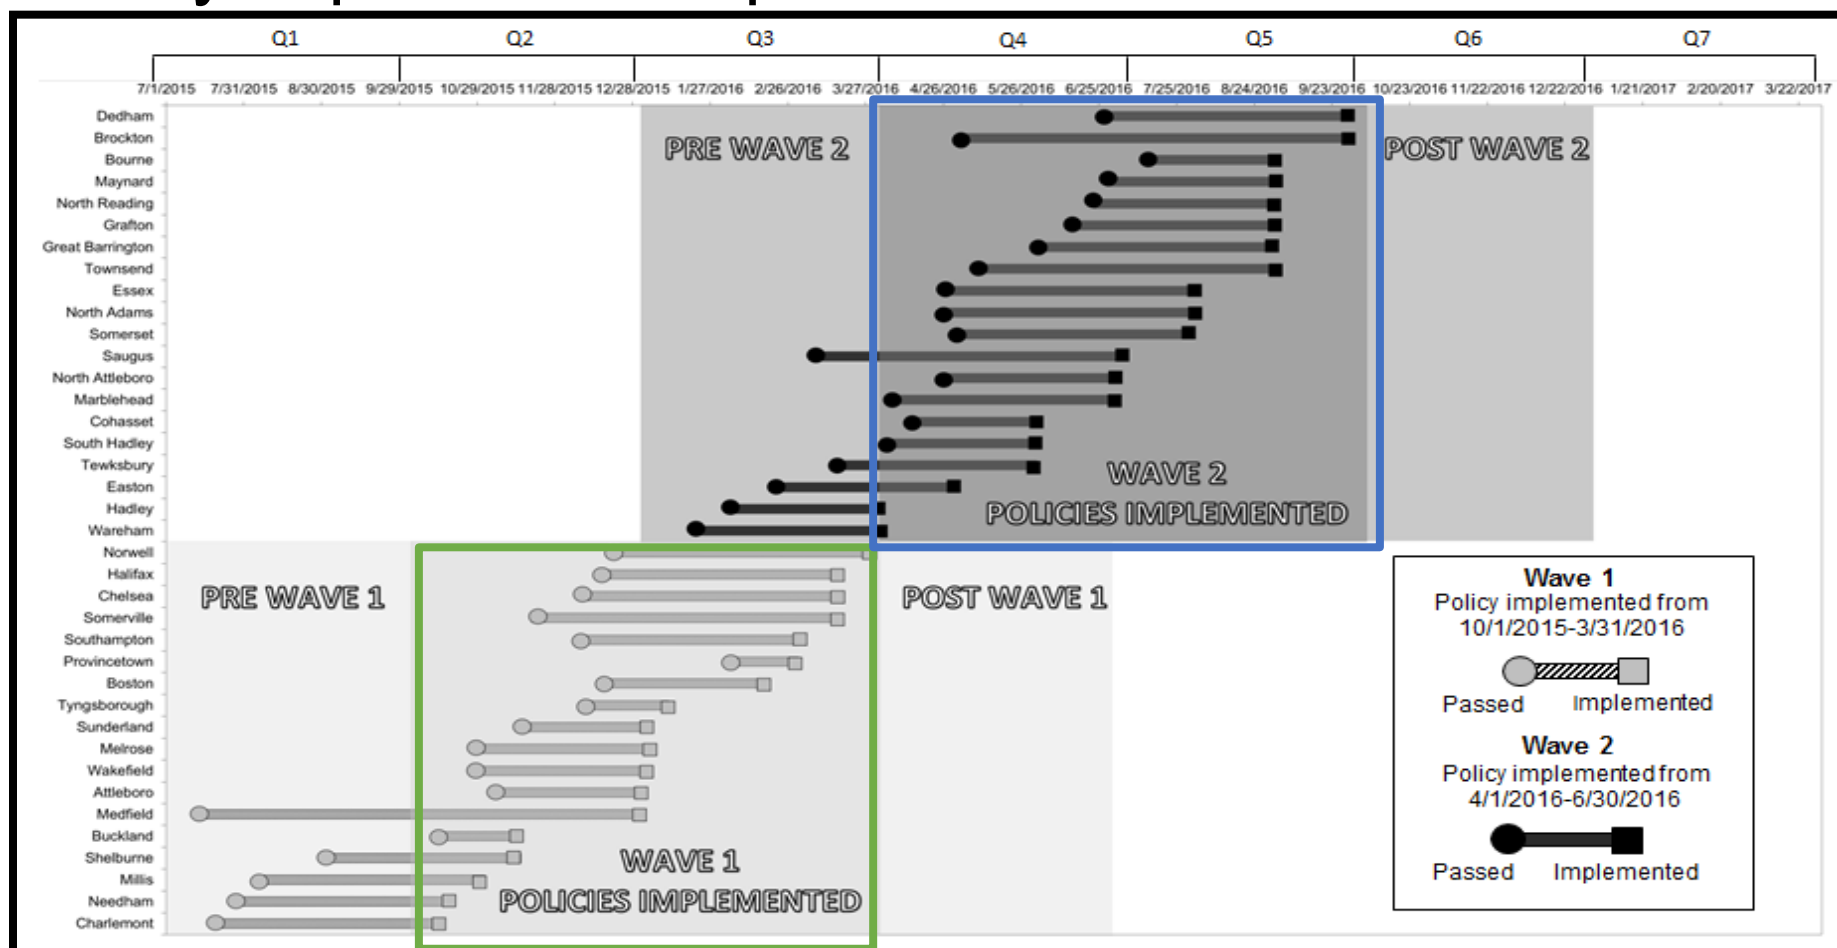 Q1 Q2 Q3 Q4 Q5 Q6 Q7
7/1/2015 7/31/2015 8/30/2015 9/29/2015 10/29/2015 11/28/2015 12/28/2015 1/27/2016 2/26/2016 3/27/2016 4/26/2016 5/26/2016 6/25/2016 7/25/2016 8/24/2016 9/23/2016 10/23/2016 11/22/2016 12/22/2016 1/21/2017 2/20/2017 3/22/2017
Dedham
Brockton
Bourne
Maynard
North Reading
Grafton
Great Barrington
Townsend
Essex
North Adams
Somerset
Saugus
North Attleboro
Marblehead
Cohasset
South Hadley
Tewksbury
Easton
Hadley
Wareham
Norwell
Halifax
Chelsea
Somerville
Southampton
Provincetown
Boston
Tyngsborough
Sunderland
Melrose
Wakefield
Attleboro
Medfield
Buckland
Shelburne
Millis
Needham
Charlemont
PRE WAVE 2
POST WAVE 2
WAVE 2
POLICIES IMPLEMENTED
PRE WAVE 1
POST WAVE 1
WAVE 1
POLICIES IMPLEMENTED
Wave 1
Policy implemented from
10/1/2015-3/31/2016
Passed Implemented
Wave 2
Policy implemented from
4/1/2016-6/30/2016
Passed Implemented